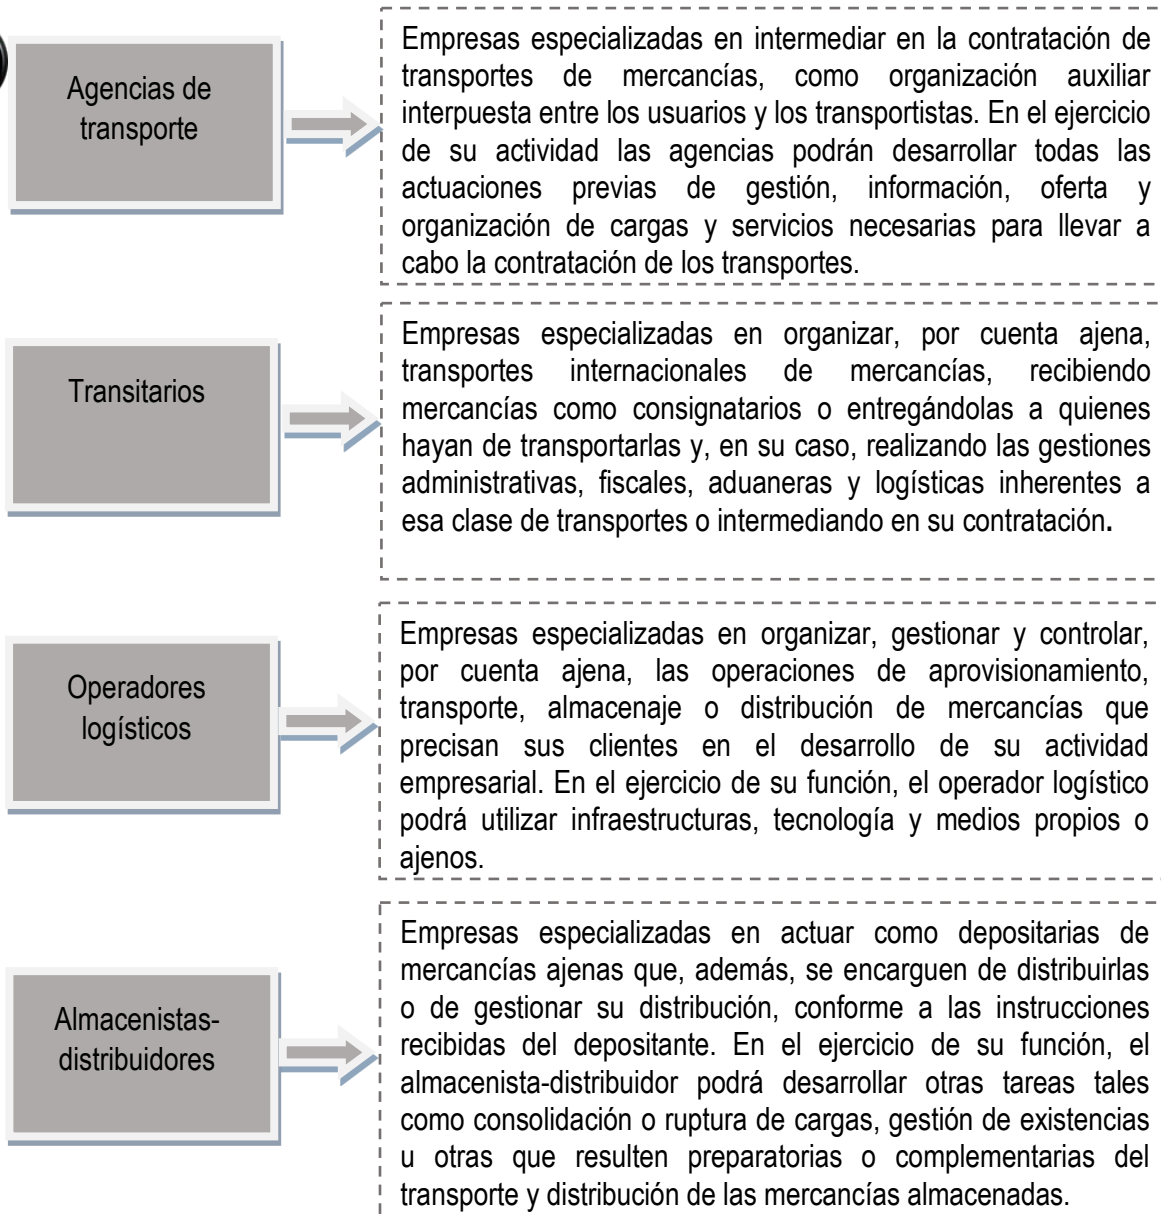 Agencias de
transporte
Empresas especializadas en intermediar en la contratación de
transportes de mercancías, como organización auxiliar
interpuesta entre los usuarios y los transportistas. En el ejercicio
de su actividad las agencias podrán desarrollar todas las
actuaciones previas de gestión, información, oferta y
organización de cargas y servicios necesarias para llevar a
cabo la contratación de los transportes.
Transitarios
Empresas especializadas en organizar, por cuenta ajena,
transportes internacionales de mercancías, recibiendo
mercancías como consignatarios o entregándolas a quienes
hayan de transportarlas y, en su caso, realizando las gestiones
administrativas, fiscales, aduaneras y logísticas inherentes a
esa clase de transportes o intermediando en su contratación.
Operadores
logísticos
Empresas especializadas en organizar, gestionar y controlar,
por cuenta ajena, las operaciones de aprovisionamiento,
transporte, almacenaje o distribución de mercancías que
precisan sus clientes en el desarrollo de su actividad
empresarial. En el ejercicio de su función, el operador logístico
podrá utilizar infraestructuras, tecnología y medios propios o
ajenos.
Almacenistas-
distribuidores
Empresas especializadas en actuar como depositarias de
mercancías ajenas que, además, se encarguen de distribuirlas
o de gestionar su distribución, conforme a las instrucciones
recibidas del depositante. En el ejercicio de su función, el
almacenista-distribuidor podrá desarrollar otras tareas tales
como consolidación o ruptura de cargas, gestión de existencias
u otras que resulten preparatorias o complementarias del
transporte y distribución de las mercancías almacenadas.